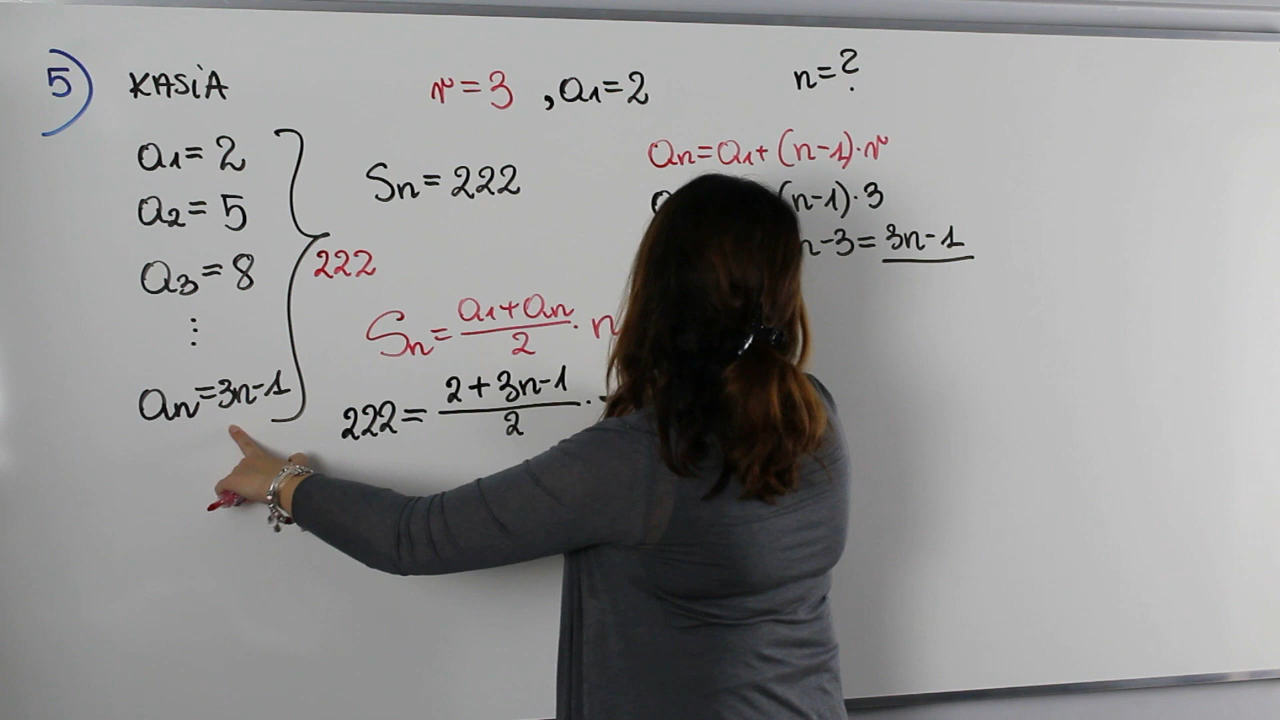 5) KASIA
r=3 , a1=2
n=?
a1=2
a2=5
a3=8
⋮
an=3n-1
222
Sn=222
Sn=(a1+an)/2 · n
222=(2+3n-1)/2 ·
an=a1+(n-1)·r
(n-1)·3
n-3=3n-1